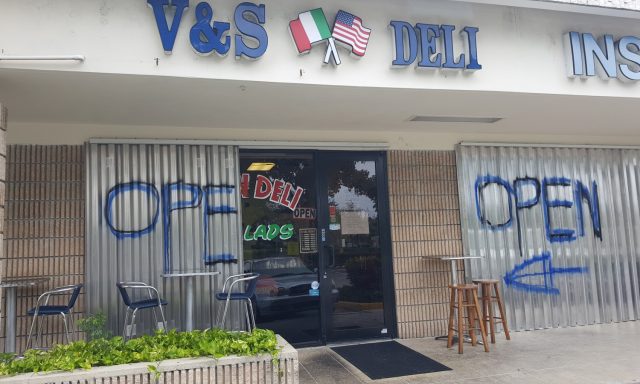 V&S DELI INS
DELI
OPEN
LADS
OPE
OPEN